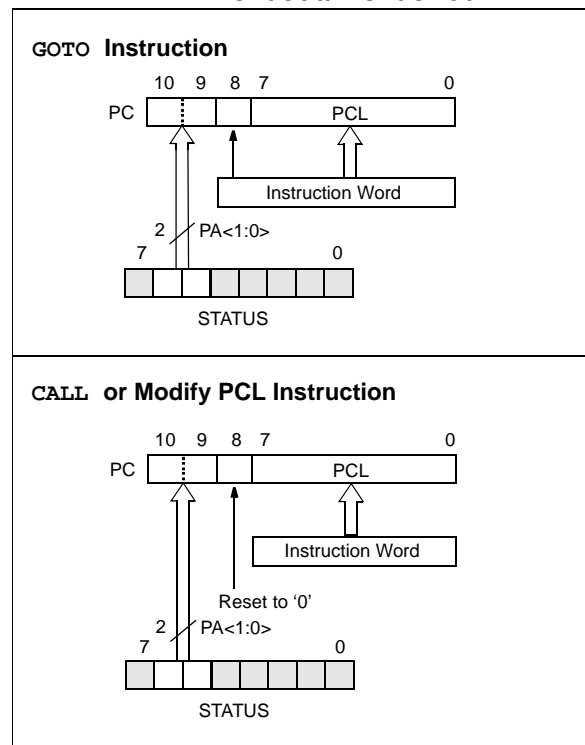 GOTO Instruction
10 9 8 7 0
PC PCL
Instruction Word
2 PA<1:0>
7 0
STATUS
CALL or Modify PCL Instruction
10 9 8 7 0
PC PCL
Instruction Word
Reset to ‘0’
2 PA<1:0>
7 0
STATUS